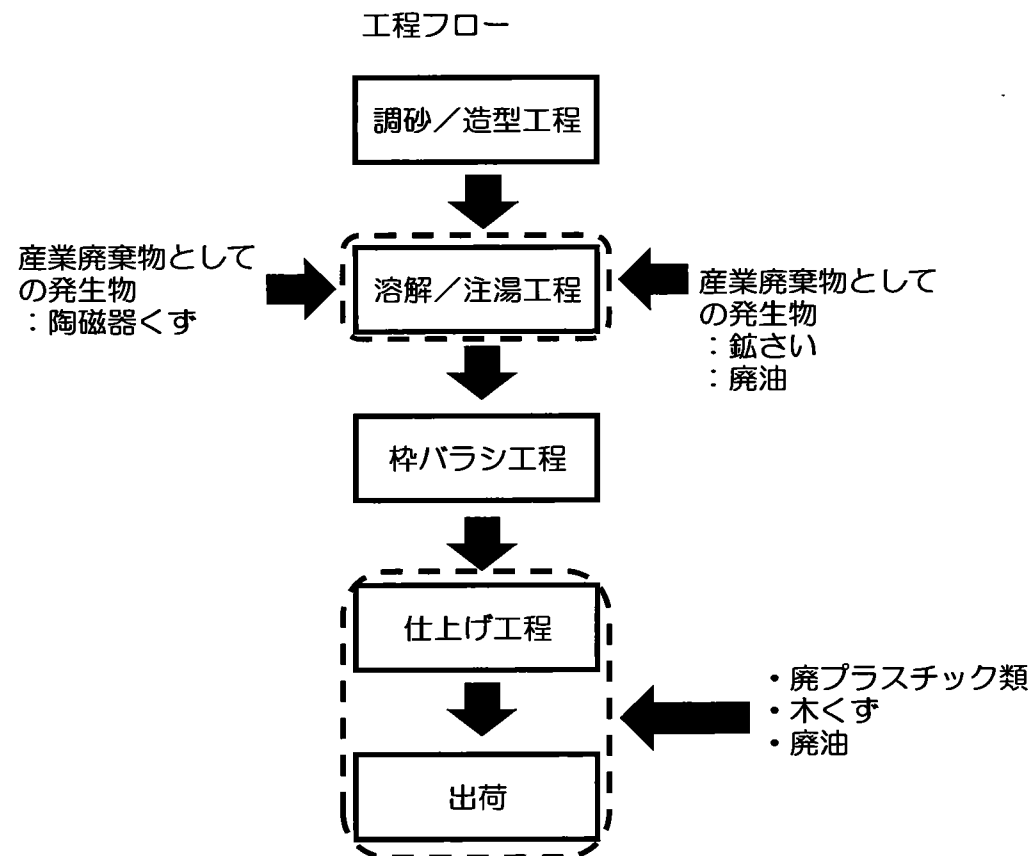 工程フロー
調砂／造型工程
産業廃棄物として
の発生物
：陶磁器くず
溶解／注湯工程
産業廃棄物として
の発生物
：鉱さい
：廃油
枠バラシ工程
仕上げ工程
・廃プラスチック類
・木くず
・廃油
出荷